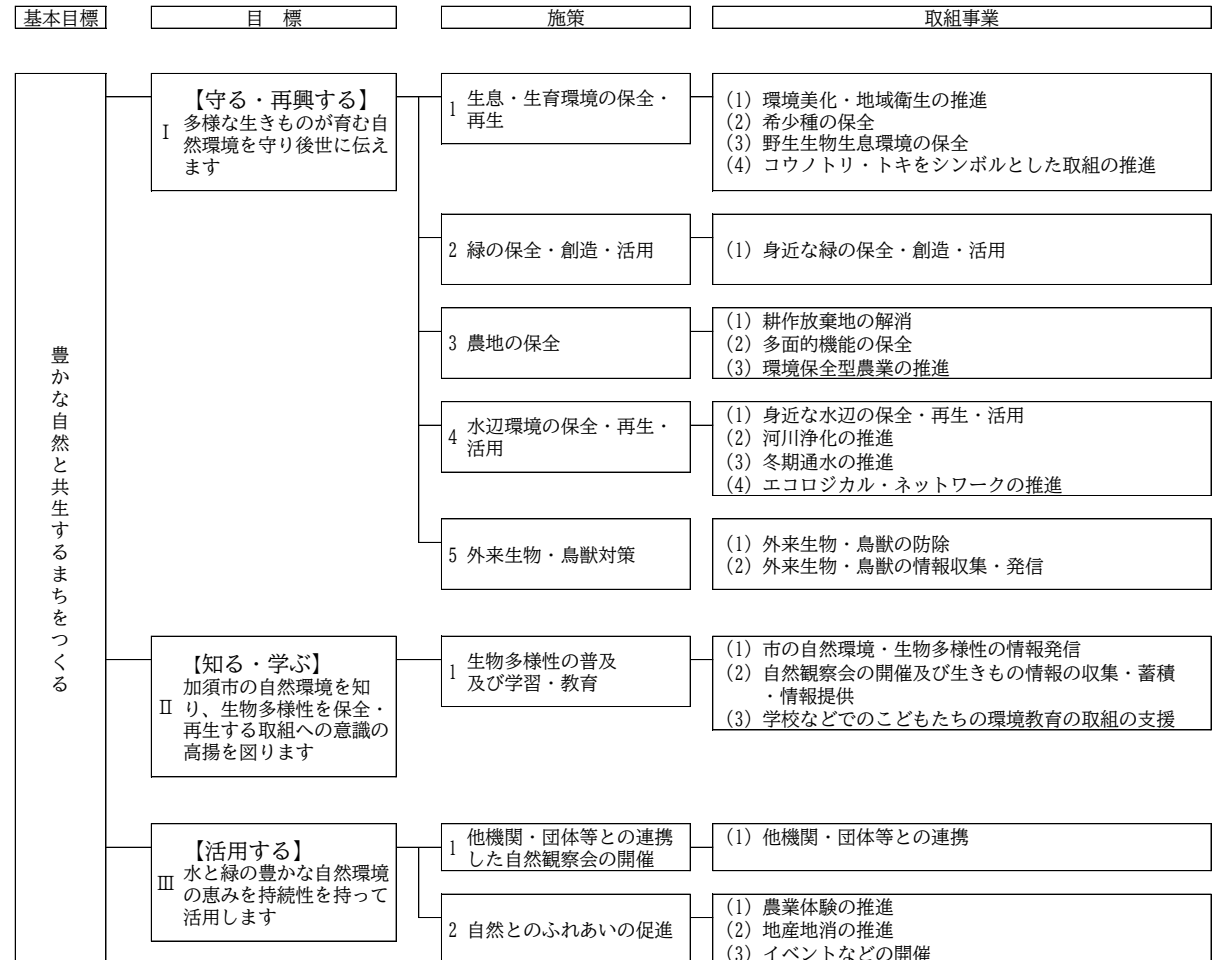 基本目標
目　標
施策
取組事業
豊かな自然と共生するまちをつくる
【守る・再興する】
Ⅰ
多様な生きものが育む自
然環境を守り後世に伝え
ます
1
生息・生育環境の保全・
再生
(1) 環境美化・地域衛生の推進
(2) 希少種の保全
(3) 野生生物生息環境の保全
(4) コウノトリ・トキをシンボルとした取組の推進
2 緑の保全・創造・活用
(1) 身近な緑の保全・創造・活用
3 農地の保全
(1) 耕作放棄地の解消
(2) 多面的機能の保全
(3) 環境保全型農業の推進
4
水辺環境の保全・再生・
活用
(1) 身近な水辺の保全・再生・活用
(2) 河川浄化の推進
(3) 冬期通水の推進
(4) エコロジカル・ネットワークの推進
5 外来生物・鳥獣対策
(1) 外来生物・鳥獣の防除
(2) 外来生物・鳥獣の情報収集・発信
【知る・学ぶ】
加須市の自然環境を知
Ⅱ り、生物多様性を保全・
再生する取組への意識の
高揚を図ります
1
生物多様性の普及
及び学習・教育
(1) 市の自然環境・生物多様性の情報発信
(2) 自然観察会の開催及び生きもの情報の収集・蓄積
・情報提供
(3) 学校などでのこどもたちの環境教育の取組の支援
【活用する】
Ⅲ
水と緑の豊かな自然環境
の恵みを持続性を持って
活用します
1
他機関・団体等との連携
した自然観察会の開催
(1) 他機関・団体等との連携
2 自然とのふれあいの促進
(1) 農業体験の推進
(2) 地産地消の推進
(3) イベントなどの開催